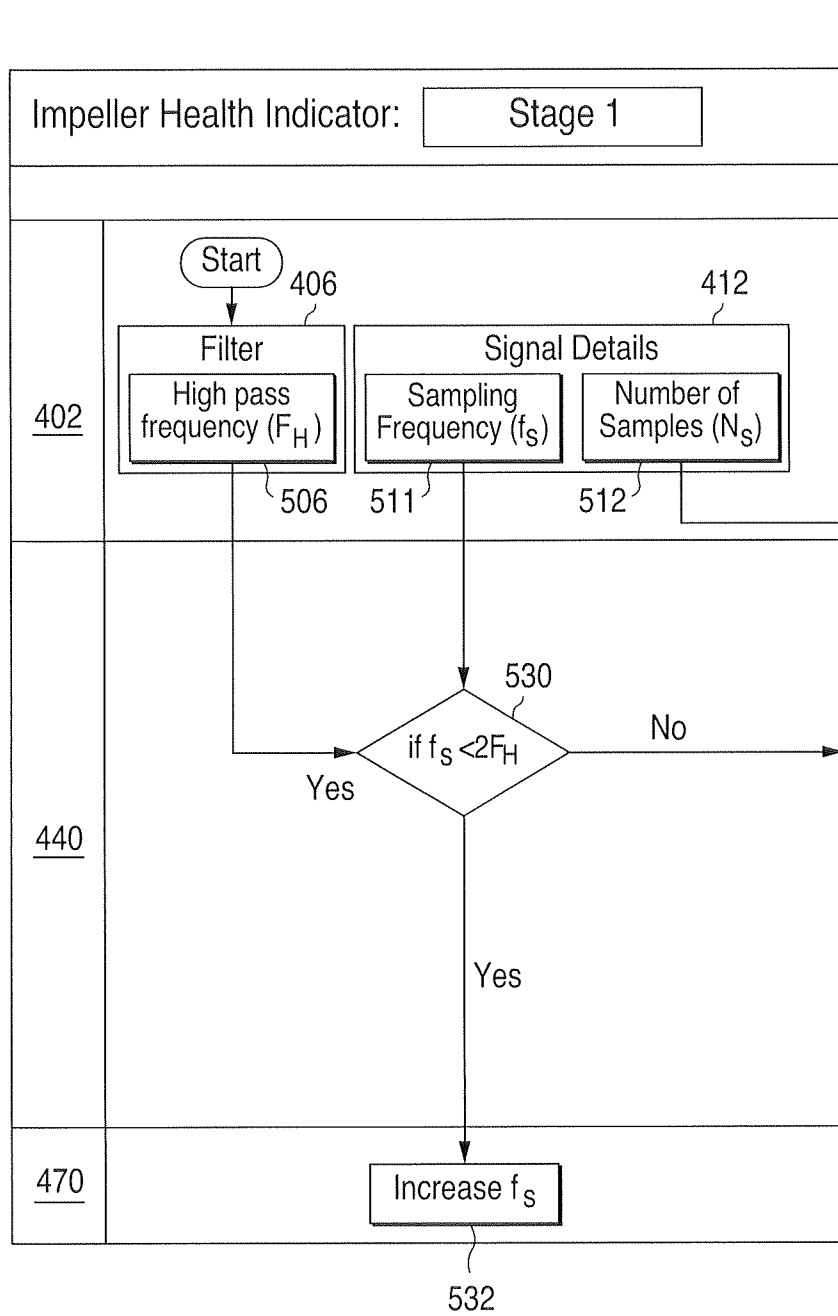 Impeller Health Indicator: Stage 1
Start
406
412
Filter
Signal Details
402
High pass
frequency (F_H)
Sampling
Frequency (f_s)
Number of
Samples (N_s)
506
511
512
530
if f_s <2F_H
No
Yes
440
Yes
470
Increase f_s
532